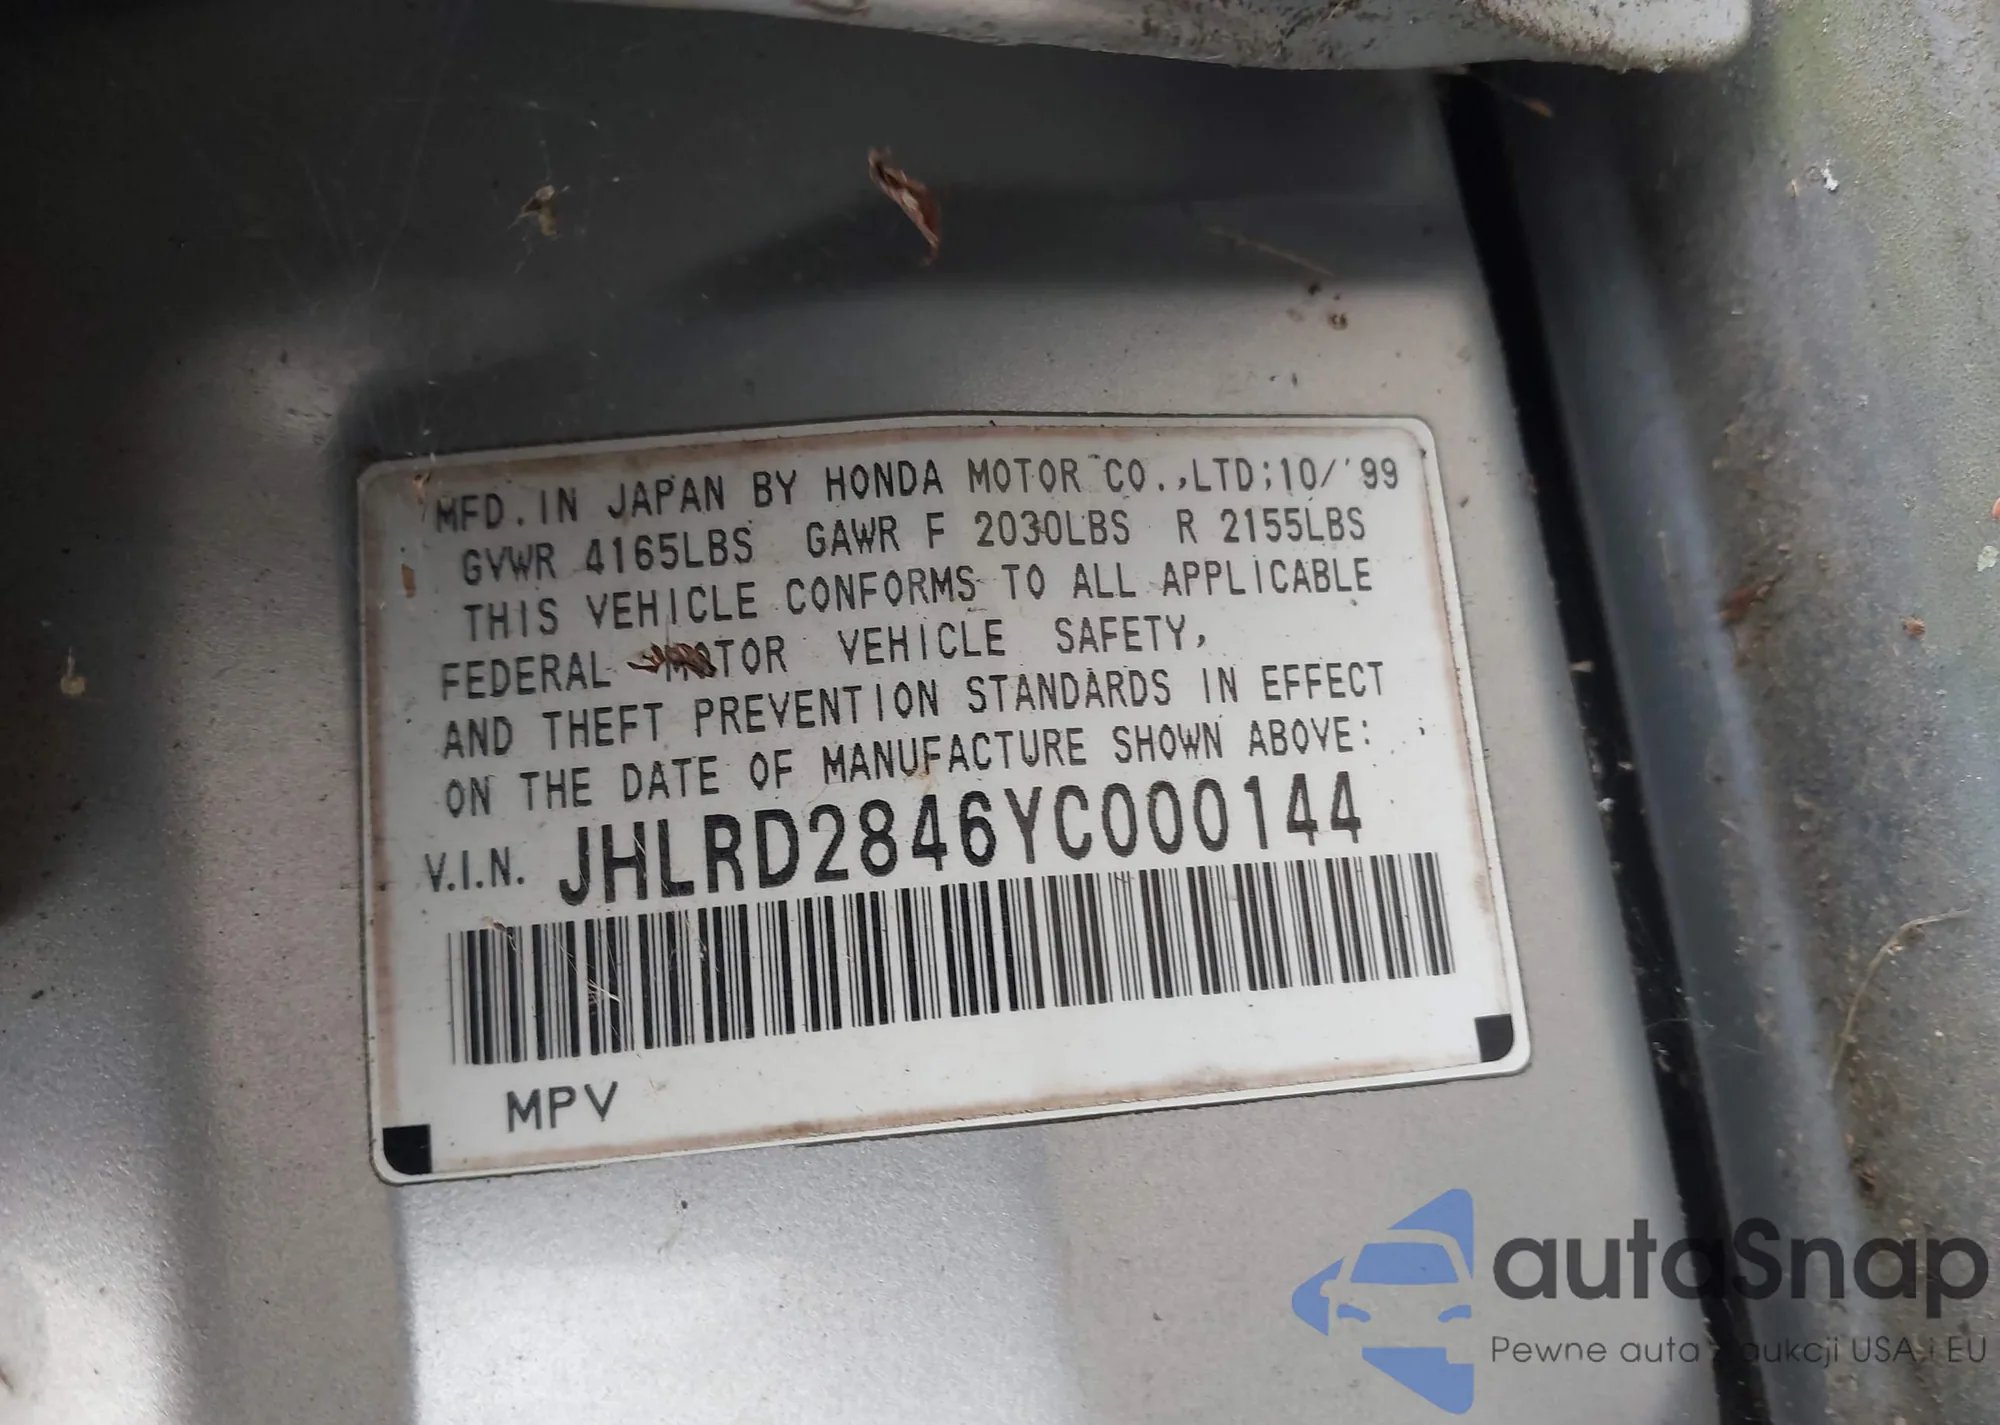 MFD. IN JAPAN BY HONDA MOTOR CO.,LTD;10/'99
GVWR 4165LBS GAWR F 2030LBS R 2155LBS
THIS VEHICLE CONFORMS TO ALL APPLICABLE
FEDERAL MOTOR VEHICLE SAFETY,
AND THEFT PREVENTION STANDARDS IN EFFECT
ON THE DATE OF MANUFACTURE SHOWN ABOVE:
V.I.N. JHLRD2846YC000144
MPV
autaSnap
Pewne auta z aukcji USA i EU